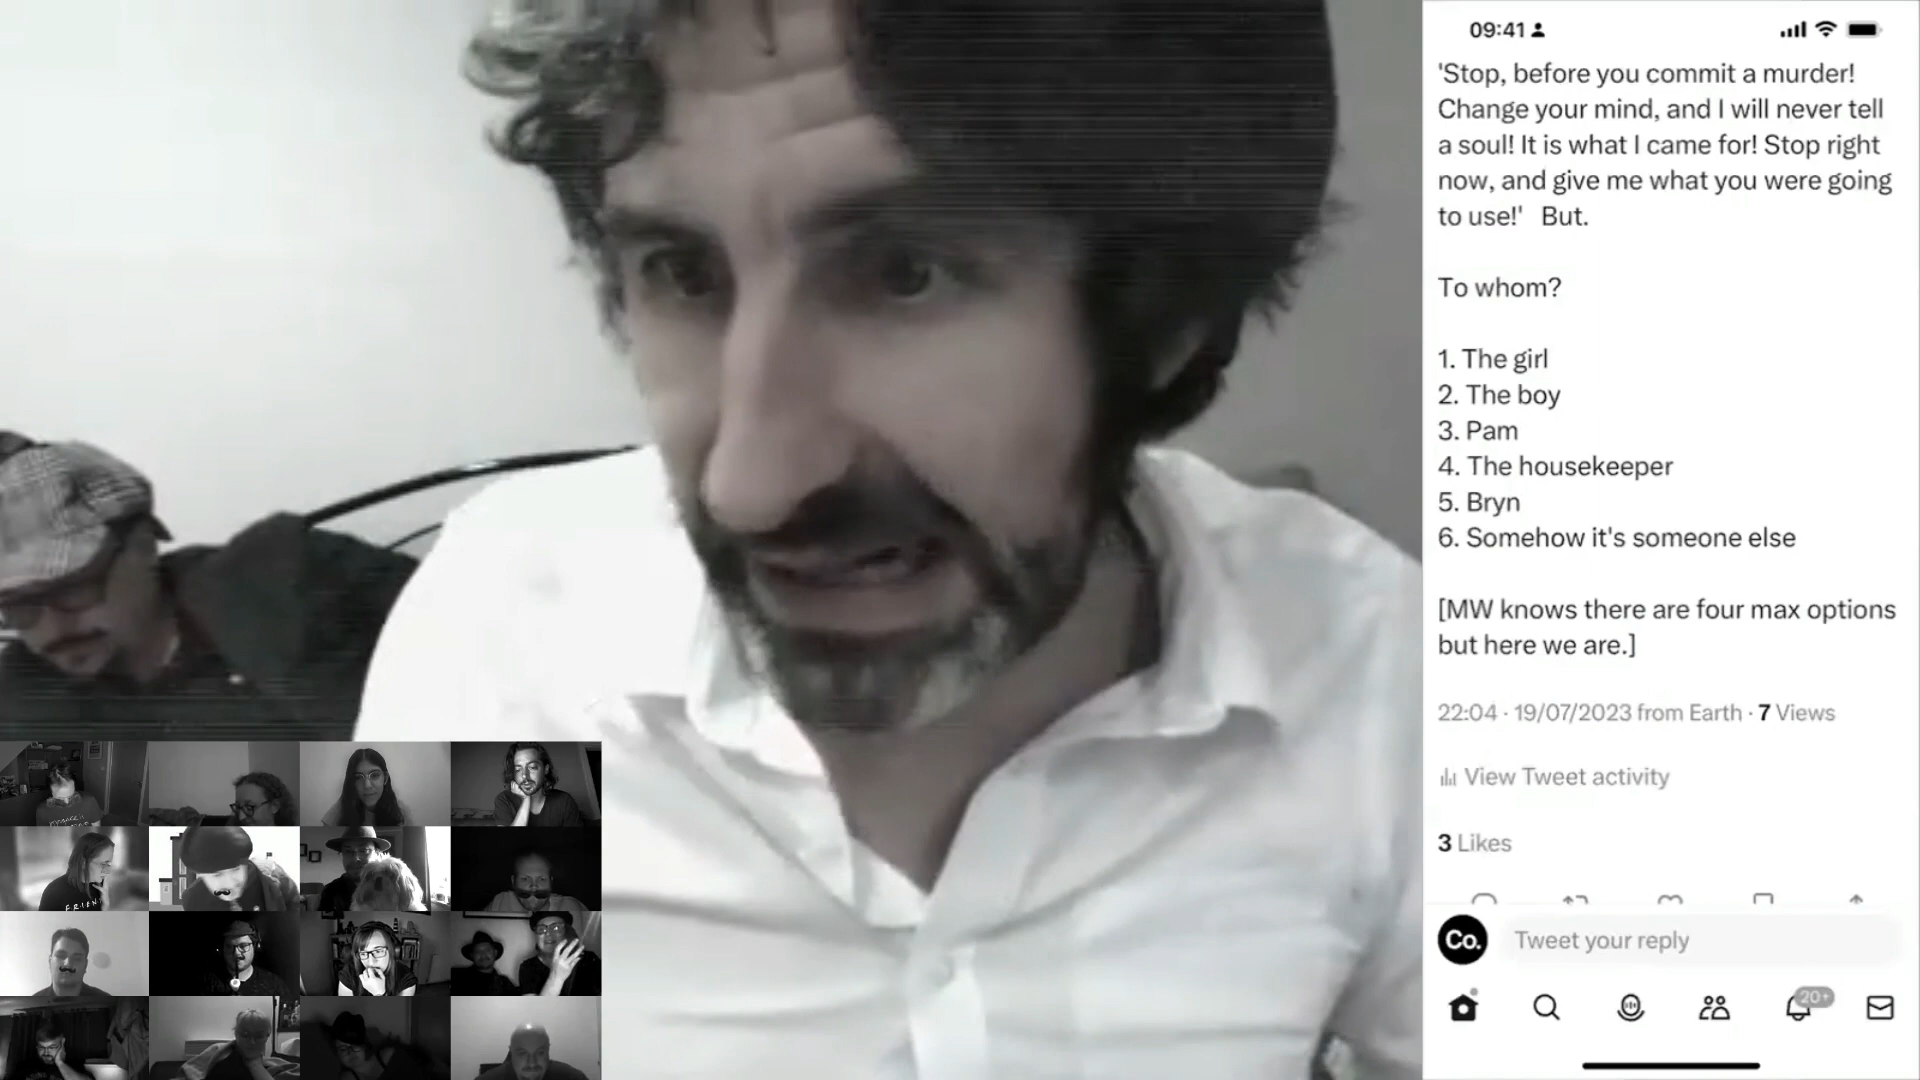 09:41
'Stop, before you commit a murder!
Change your mind, and I will never tell
a soul! It is what I came for! Stop right
now, and give me what you were going
to use!' But.
To whom?
1. The girl
2. The boy
3. Pam
4. The housekeeper
5. Bryn
6. Somehow it's someone else
[MW knows there are four max options
but here we are.]
22:04 · 19/07/2023 from Earth · 7 Views
View Tweet activity
3 Likes
Co. Tweet your reply
20+